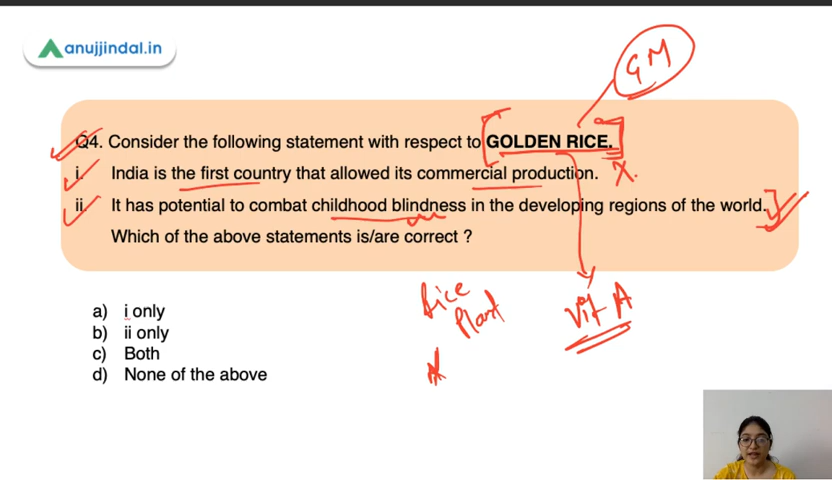 anujjindal.in
GM
Q4. Consider the following statement with respect to GOLDEN RICE.
i. India is the first country that allowed its commercial production. X.
ii. It has potential to combat childhood blindness in the developing regions of the world.
Which of the above statements is/are correct ?
Rice
Plant
Vit A
a) i only
b) ii only
c) Both
d) None of the above